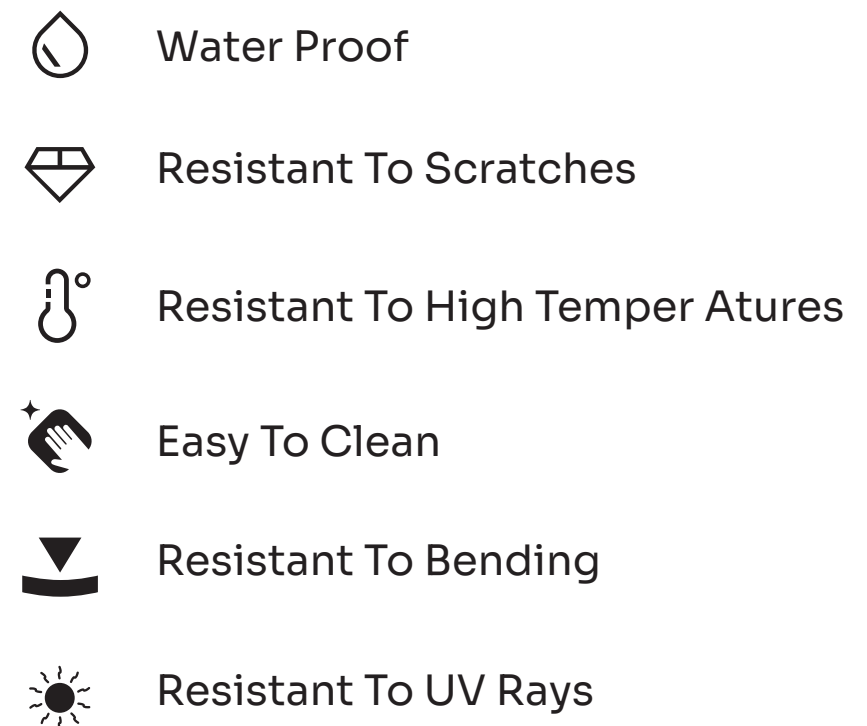 Water Proof
Resistant To Scratches
Resistant To High Temper Atures
Easy To Clean
Resistant To Bending
Resistant To UV Rays